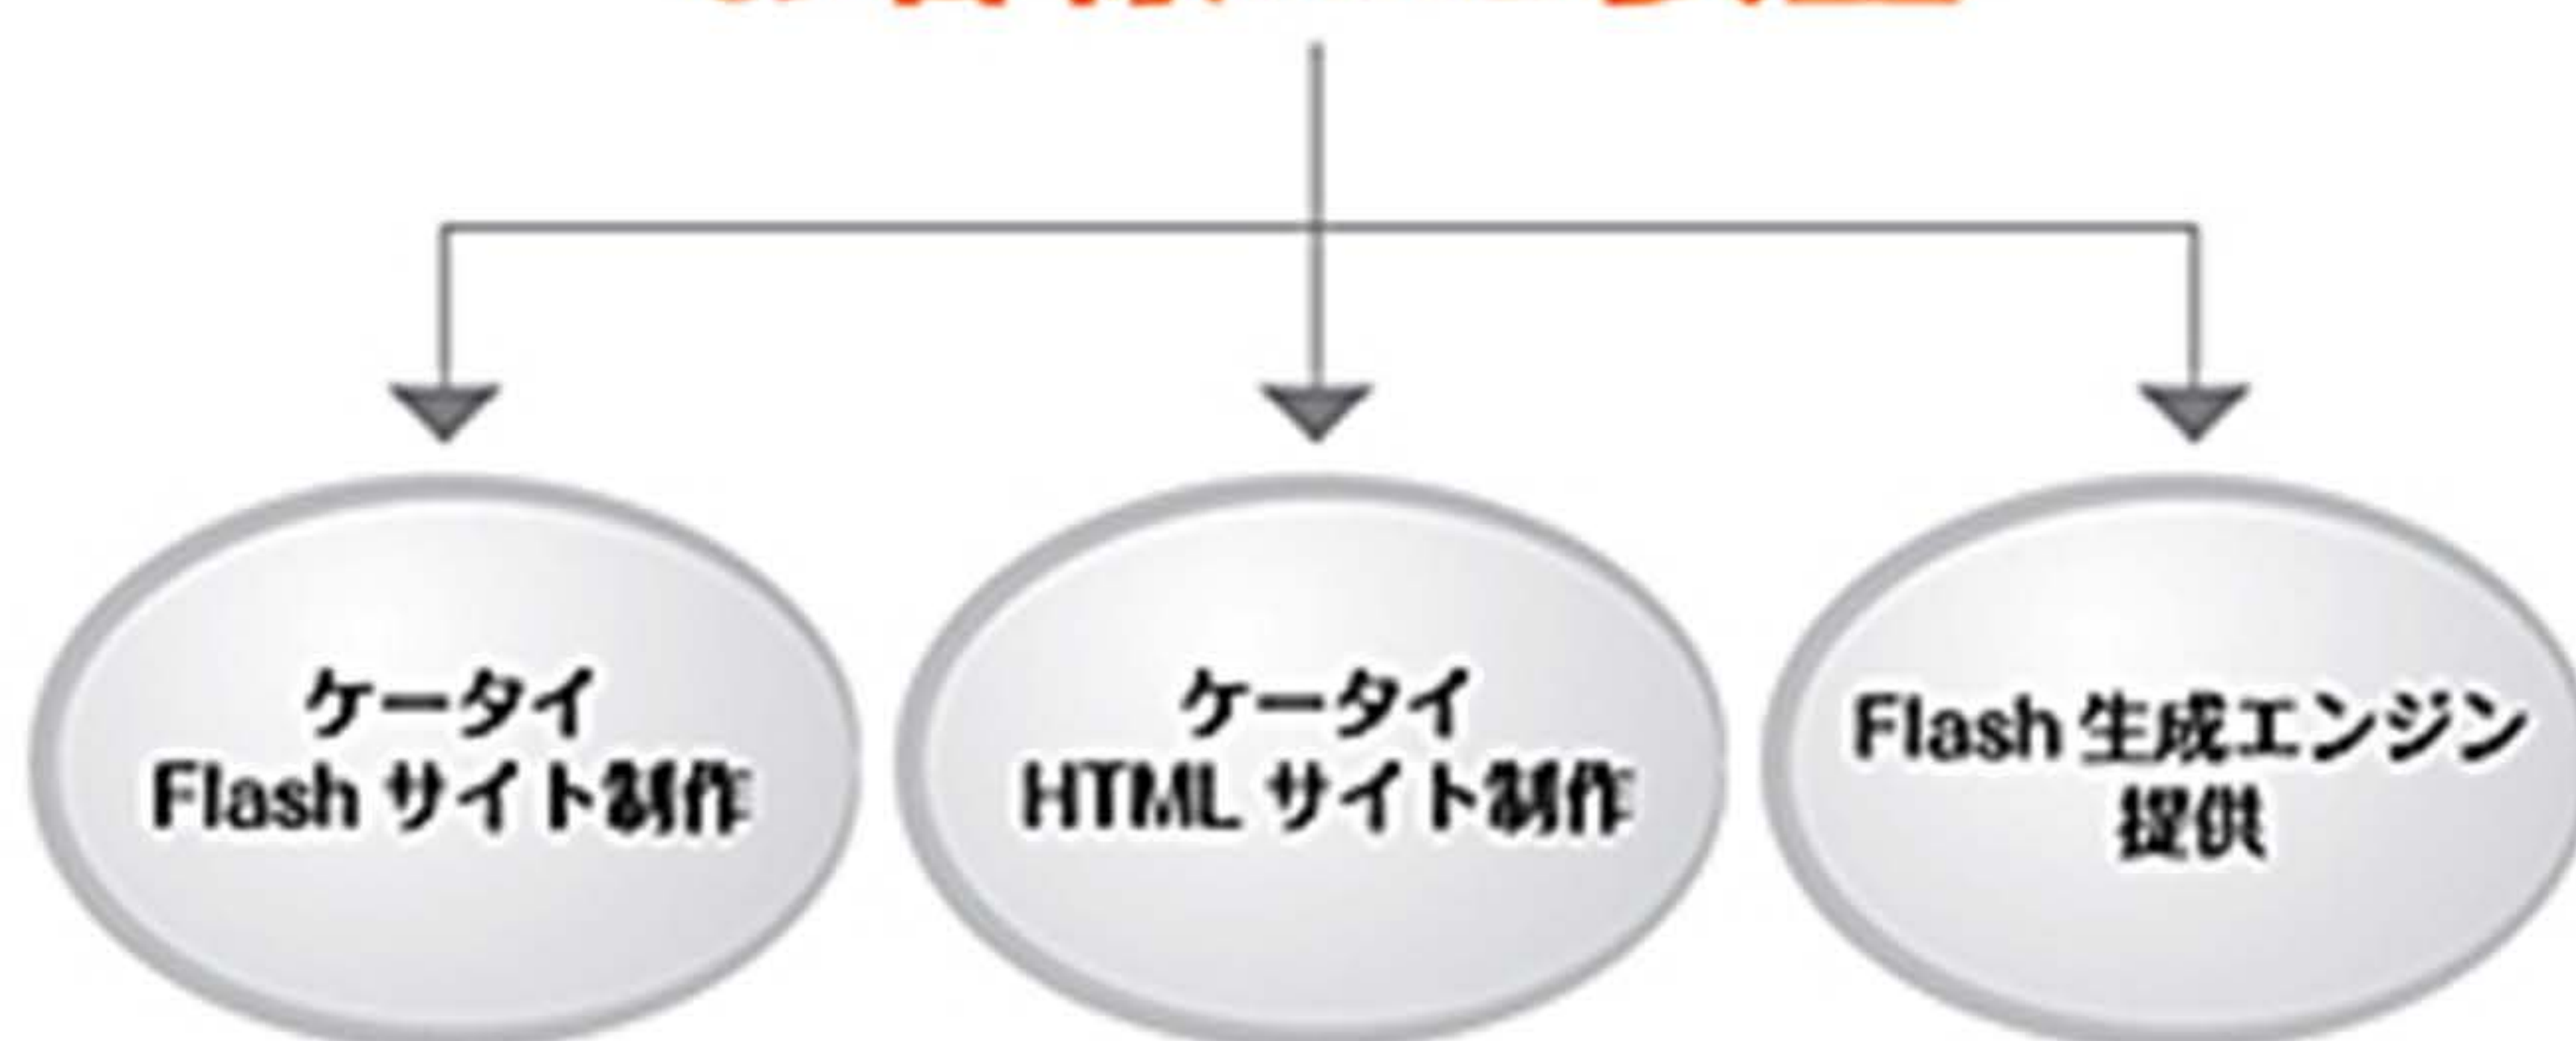 ケータイ
Flash サイト制作
ケータイ
HTML サイト制作
Flash 生成エンジン
提供